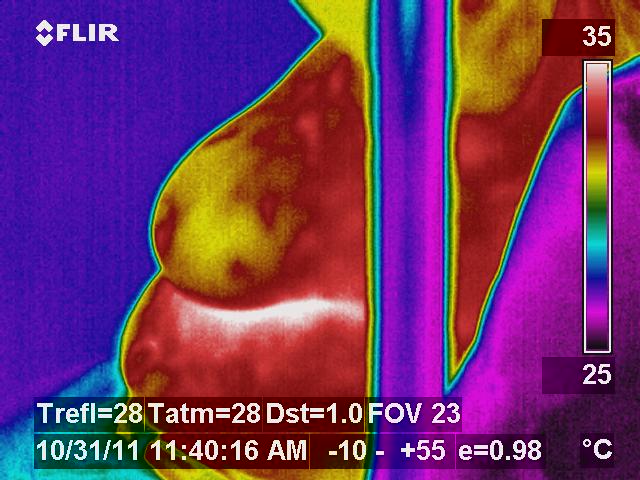 FLIR
35
25
Trefl=28 Tatm=28 Dst=1.0 FOV 23
10/31/11 11:40:16 AM -10 - +55 e=0.98 °C